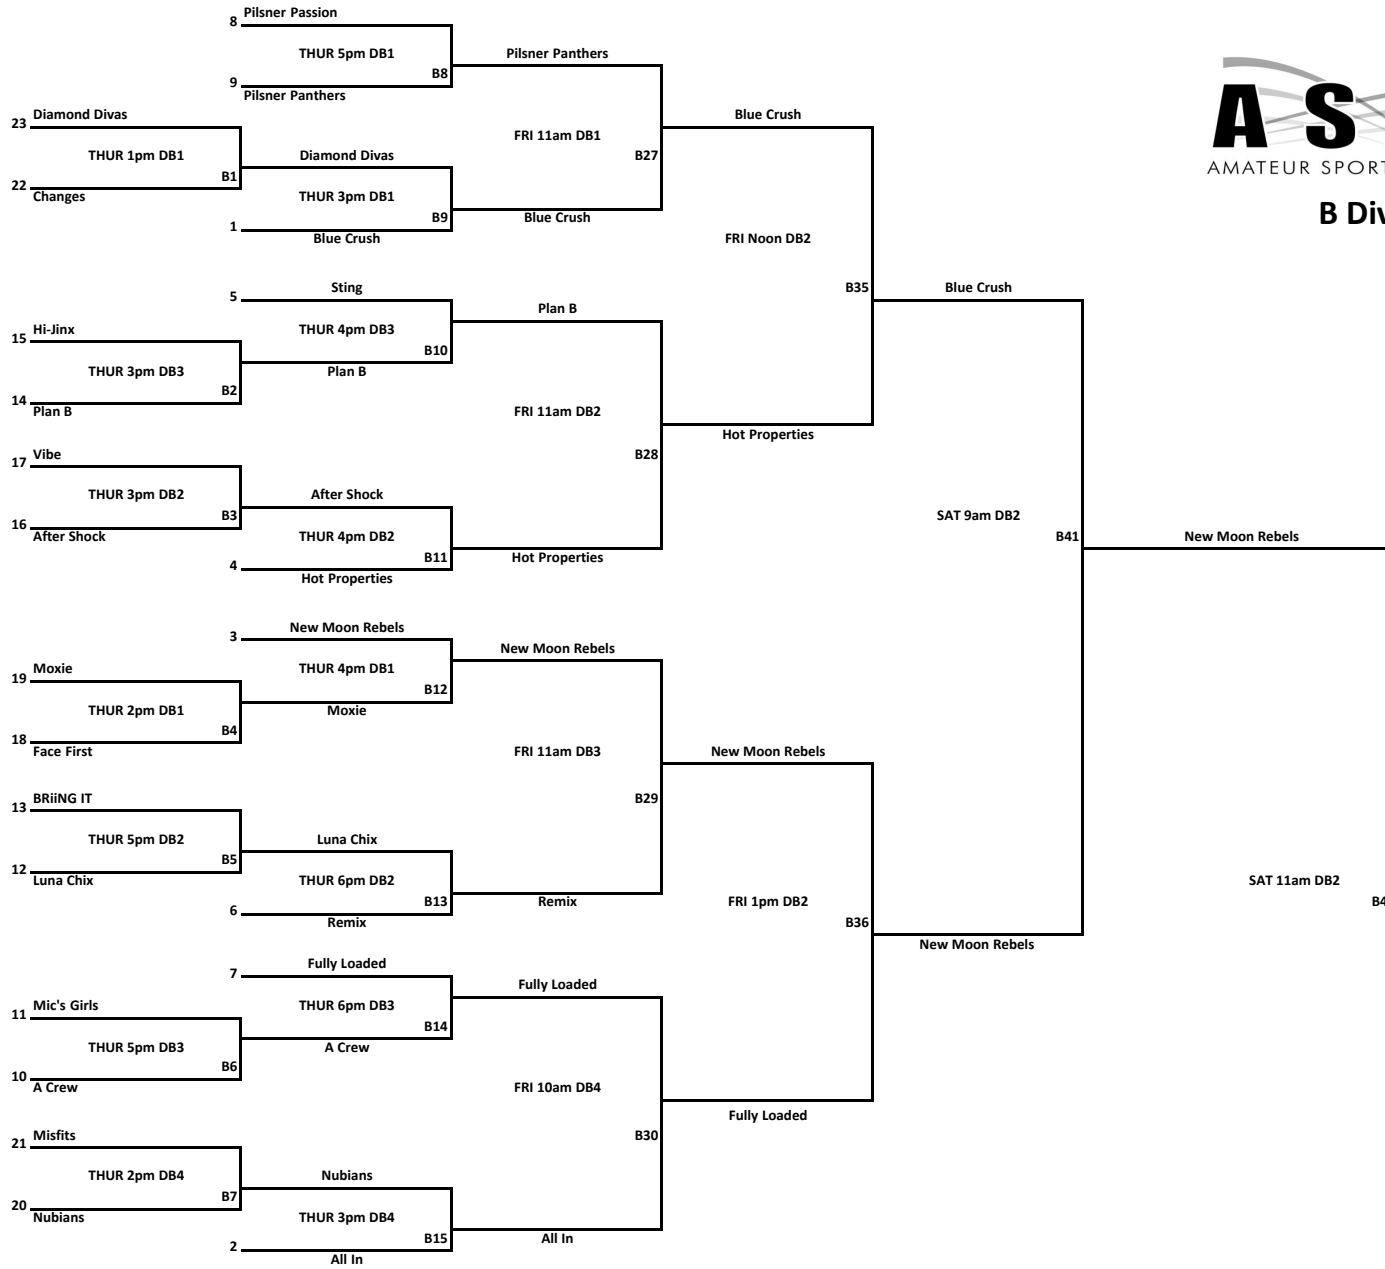 Pilsner Passion
8
THUR 5pm DB1
B8
Pilsner Panthers
9
Pilsner Panthers
Diamond Divas
23
THUR 1pm DB1
B1
22
Changes
Diamond Divas
THUR 3pm DB1
B9
1
Blue Crush
FRI 11am DB1
B27
Blue Crush
Blue Crush
AS
AMATEUR SPORT
B Div
FRI Noon DB2
B35
Blue Crush
Sting
5
THUR 4pm DB3
B10
Plan B
Hi-Jinx
15
THUR 3pm DB3
B2
14
Plan B
Plan B
FRI 11am DB2
B28
Hot Properties
Vibe
17
THUR 3pm DB2
B3
16
After Shock
After Shock
THUR 4pm DB2
B11
4
Hot Properties
Hot Properties
SAT 9am DB2
B41
New Moon Rebels
New Moon Rebels
3
THUR 4pm DB1
B12
New Moon Rebels
Moxie
19
THUR 2pm DB1
B4
18
Face First
Moxie
FRI 11am DB3
B29
New Moon Rebels
BRiiNG IT
13
THUR 5pm DB2
B5
12
Luna Chix
Luna Chix
THUR 6pm DB2
B13
6
Remix
Remix
FRI 1pm DB2
B36
New Moon Rebels
SAT 11am DB2
B4
Fully Loaded
7
THUR 6pm DB3
B14
Fully Loaded
Mic's Girls
11
THUR 5pm DB3
B6
10
A Crew
A Crew
FRI 10am DB4
B30
Fully Loaded
Misfits
21
THUR 2pm DB4
B7
20
Nubians
Nubians
THUR 3pm DB4
B15
2
All In
All In